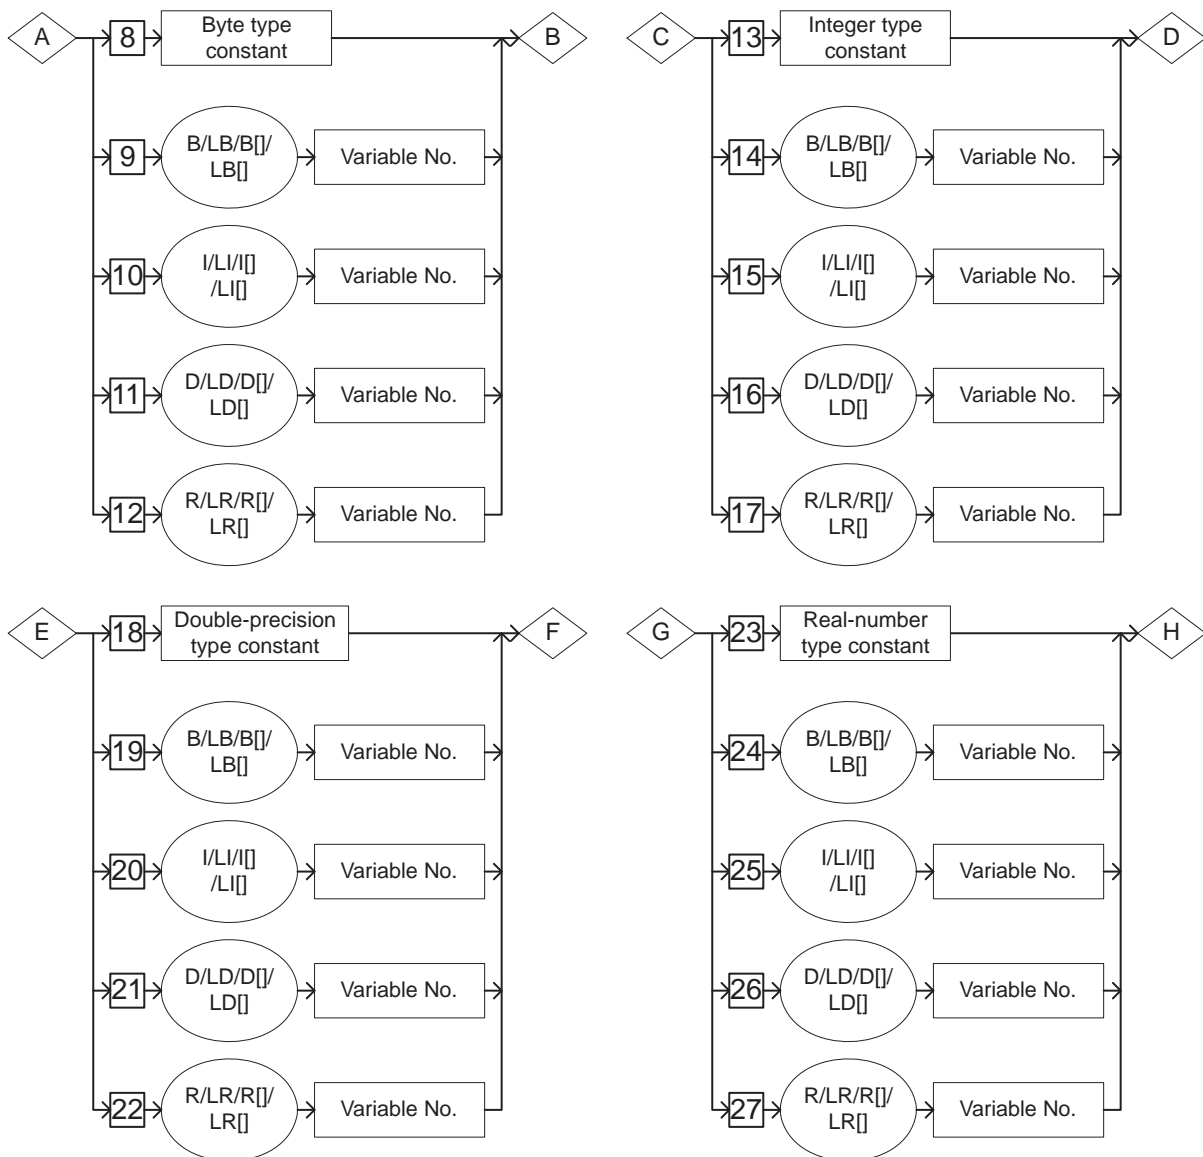 A
8
Byte type
constant
B
9
B/LB/B[]/
LB[]
Variable No.
10
I/LI/I[]
/LI[]
Variable No.
11
D/LD/D[]/
LD[]
Variable No.
12
R/LR/R[]/
LR[]
Variable No.
C
13
Integer type
constant
D
14
B/LB/B[]/
LB[]
Variable No.
15
I/LI/I[]
/LI[]
Variable No.
16
D/LD/D[]/
LD[]
Variable No.
17
R/LR/R[]/
LR[]
Variable No.
E
18
Double-precision
type constant
F
19
B/LB/B[]/
LB[]
Variable No.
20
I/LI/I[]
/LI[]
Variable No.
21
D/LD/D[]/
LD[]
Variable No.
22
R/LR/R[]/
LR[]
Variable No.
G
23
Real-number
type constant
H
24
B/LB/B[]/
LB[]
Variable No.
25
I/LI/I[]
/LI[]
Variable No.
26
D/LD/D[]/
LD[]
Variable No.
27
R/LR/R[]/
LR[]
Variable No.